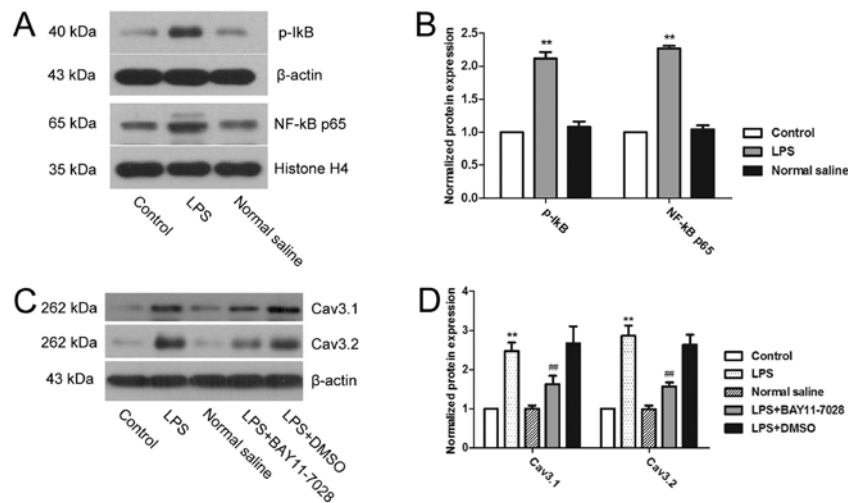 A
40 kDa
p-IkB
43 kDa
β-actin
65 kDa
NF-kB p65
35 kDa
Histone H4
Control
LPS
Normal saline
B
Normalized protein expression
2.5
2.0
1.5
1.0
0.5
0.0
**
**
p-IkB
NF-kB p65
Control
LPS
Normal saline
C
262 kDa
Cav3.1
262 kDa
Cav3.2
43 kDa
β-actin
Control
LPS
Normal saline
LPS+BAY11-7028
LPS+DMSO
D
Normalized protein expression
4
3
2
1
0
**
##
**
##
Cav3.1
Cav3.2
Control
LPS
Normal saline
LPS+BAY11-7028
LPS+DMSO